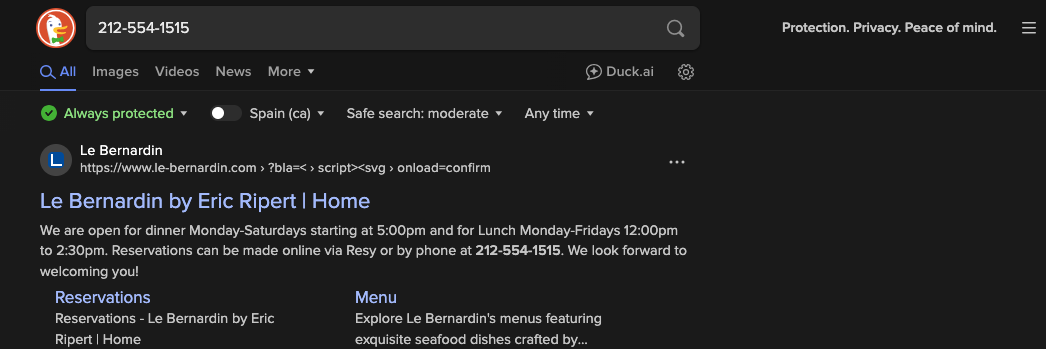 212-554-1515
Protection. Privacy. Peace of mind.
All
Images
Videos
News
More
Duck.ai
Always protected
Spain (ca)
Safe search: moderate
Any time
L
Le Bernardin
https://www.le-bernardin.com › ?bla=< › script><svg › onload=confirm
Le Bernardin by Eric Ripert | Home
We are open for dinner Monday-Saturdays starting at 5:00pm and for Lunch Monday-Fridays 12:00pm
to 2:30pm. Reservations can be made online via Resy or by phone at 212-554-1515. We look forward to
welcoming you!
Reservations
Reservations - Le Bernardin by Eric
Ripert | Home
Menu
Explore Le Bernardin's menus featuring
exquisite seafood dishes crafted by...